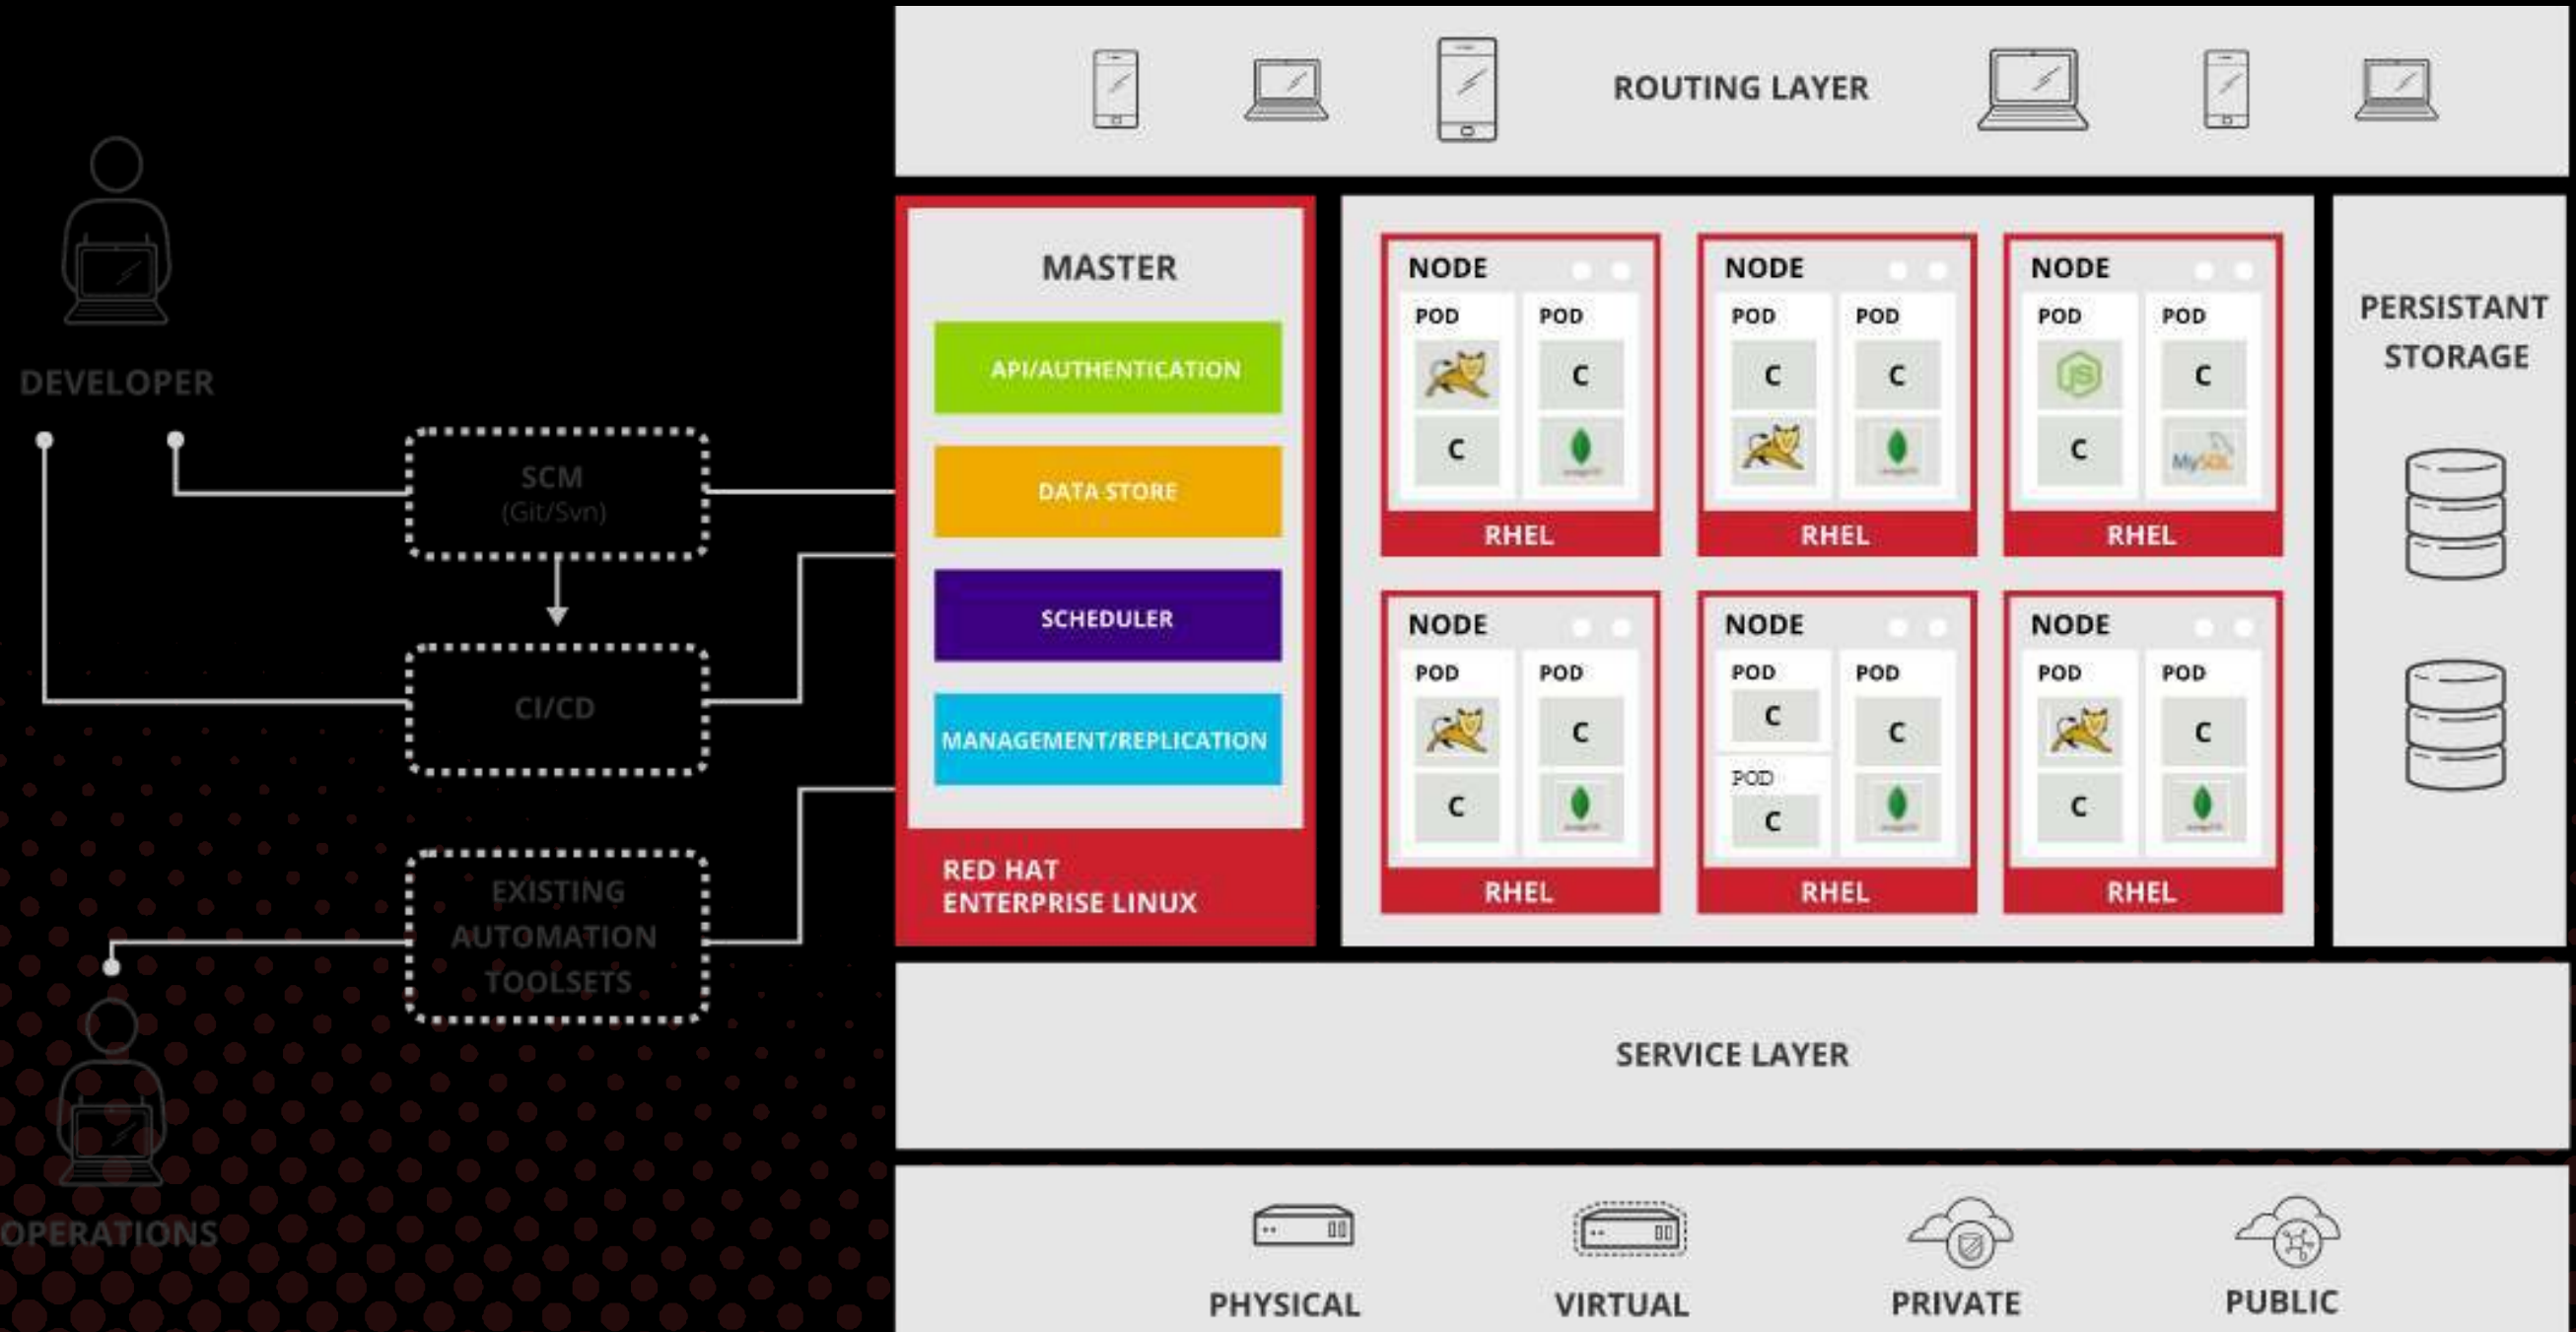 ROUTING LAYER
DEVELOPER
SCM
(Git/Svn)
CI/CD
EXISTING
AUTOMATION
TOOLSETS
OPERATIONS
MASTER
API/AUTHENTICATION
DATA STORE
SCHEDULER
MANAGEMENT/REPLICATION
RED HAT
ENTERPRISE LINUX
NODE
POD
C
POD
C
RHEL
NODE
POD
C
POD
C
RHEL
NODE
POD
JS
C
POD
C
MySQL
RHEL
NODE
POD
C
POD
C
RHEL
NODE
POD
C
POD
C
POD
C
RHEL
NODE
POD
C
POD
C
RHEL
PERSISTANT
STORAGE
SERVICE LAYER
PHYSICAL
VIRTUAL
PRIVATE
PUBLIC